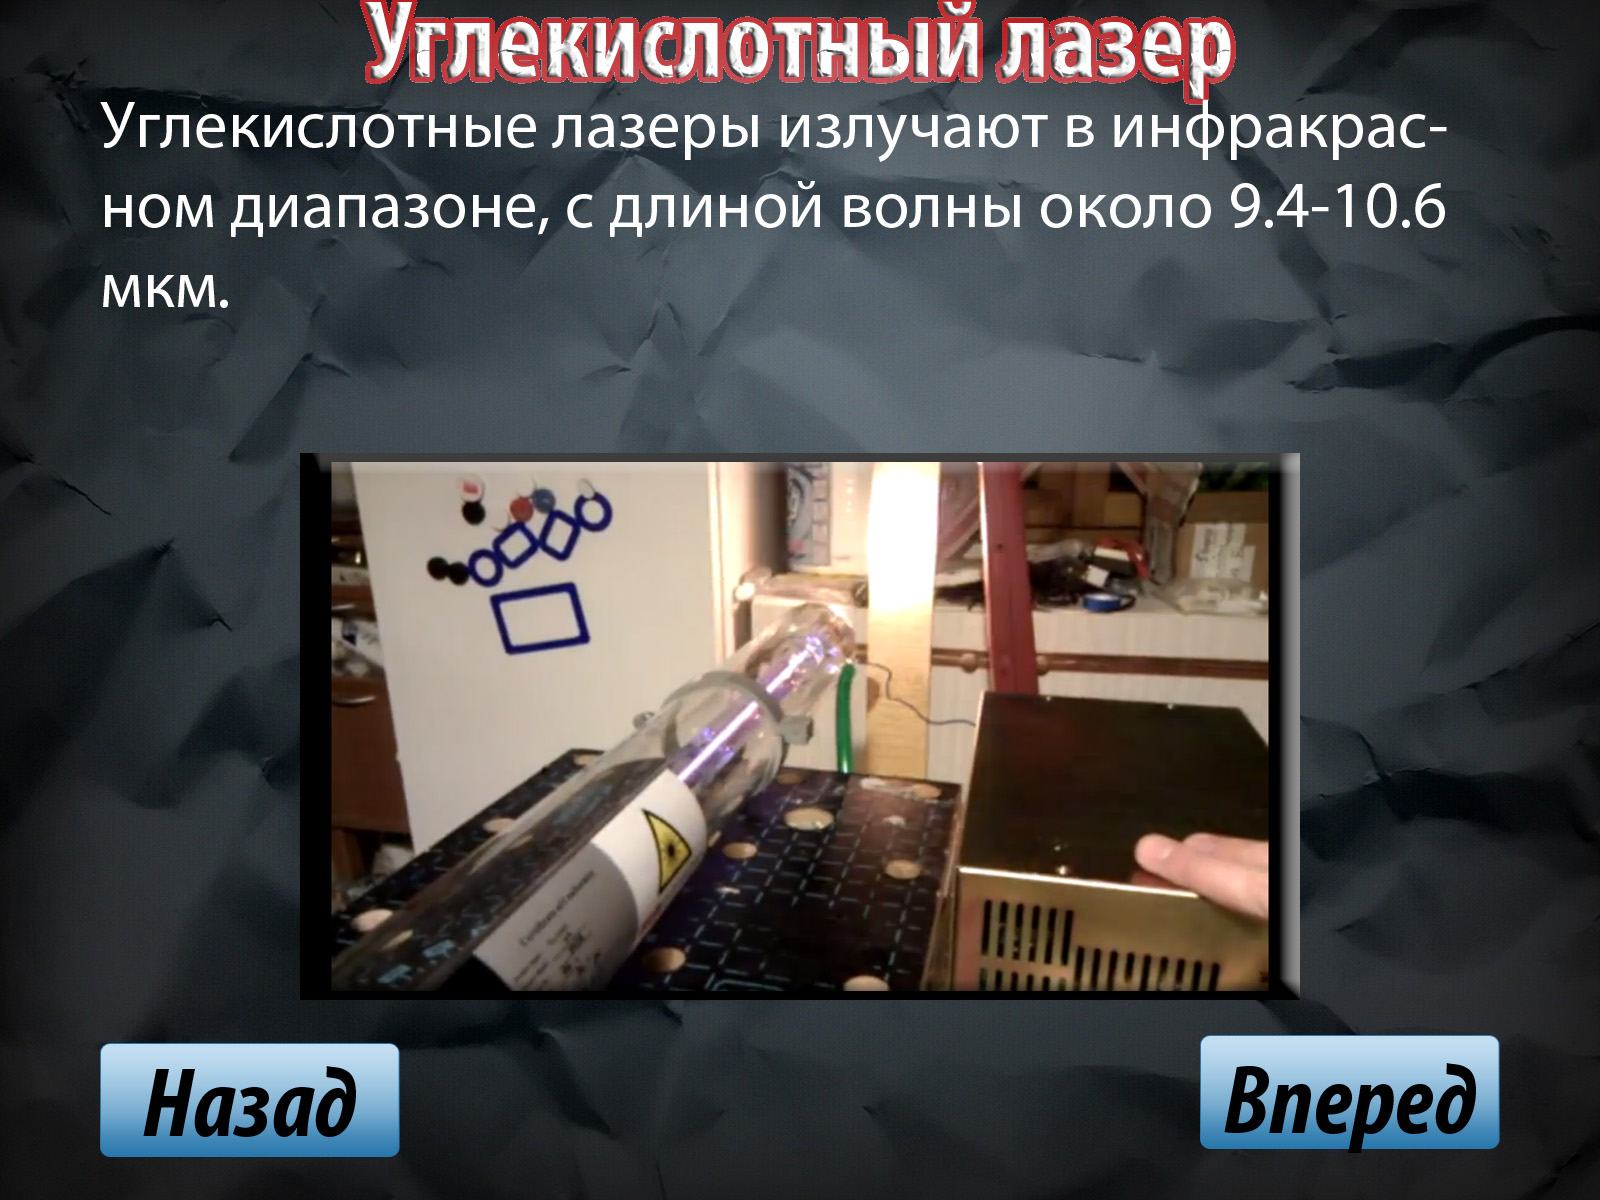 Углекислотный лазер
Углекислотные лазеры излучают в инфракрас-
ном диапазоне, с длиной волны около 9.4-10.6
мкм.
Назад
Вперед